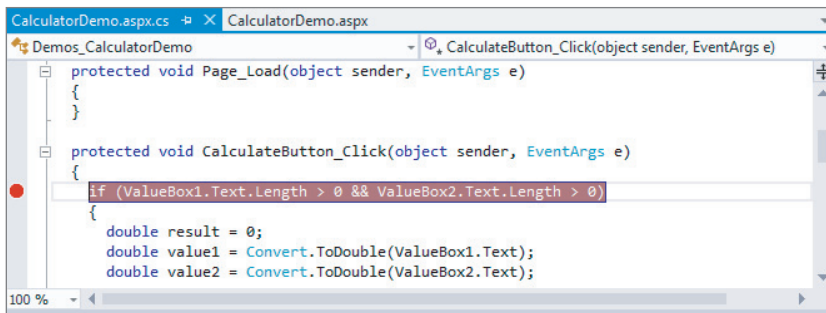 CalculatorDemo.aspx.cs CalculatorDemo.aspx
Demos_CalculatorDemo CalculateButton_Click(object sender, EventArgs e)
protected void Page_Load(object sender, EventArgs e)
{
}
protected void CalculateButton_Click(object sender, EventArgs e)
{
if (ValueBox1.Text.Length > 0 && ValueBox2.Text.Length > 0)
{
double result = 0;
double value1 = Convert.ToDouble(ValueBox1.Text);
double value2 = Convert.ToDouble(ValueBox2.Text);
100 %